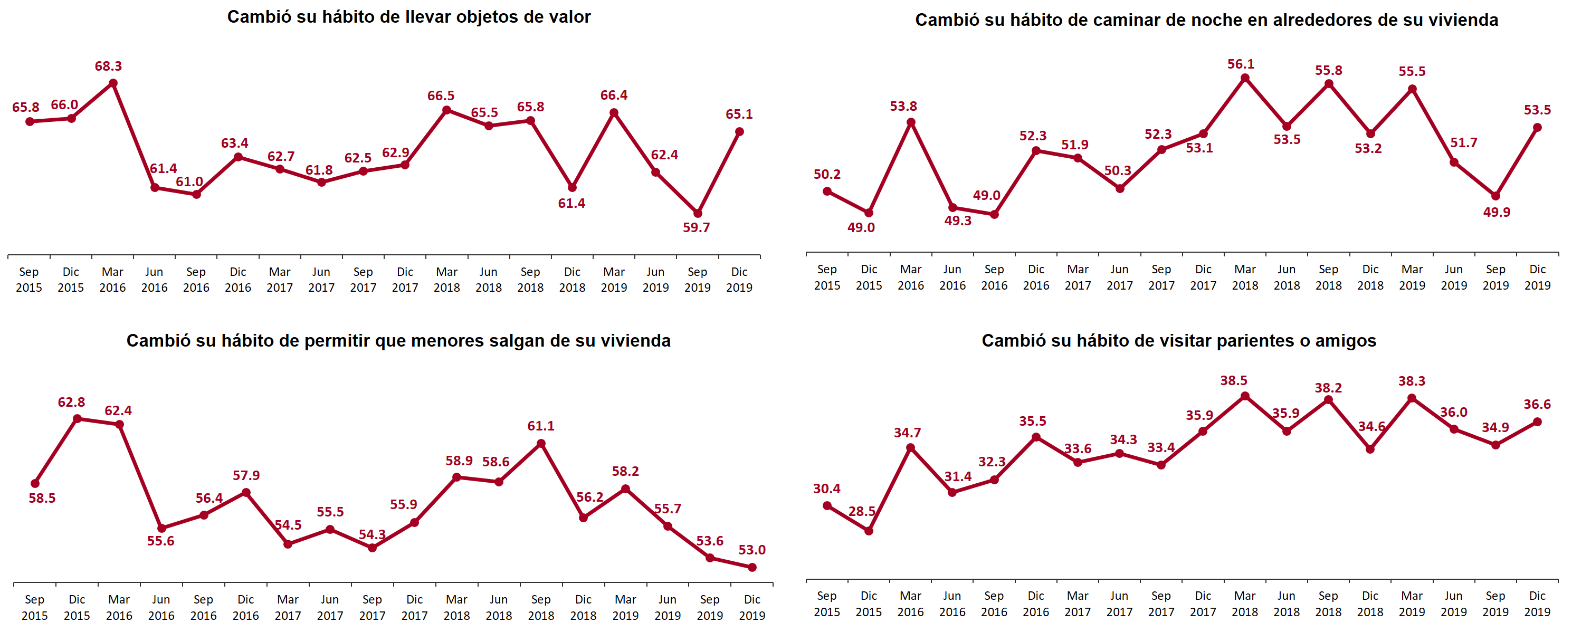 Cambió su hábito de llevar objetos de valor
65.8 66.0 68.3 61.4 61.0 63.4 62.7 61.8 62.5 62.9 66.5 65.5 65.8 61.4 66.4 62.4 59.7 65.1
Sep Dic Mar Jun Sep Dic Mar Jun Sep Dic Mar Jun Sep Dic Mar Jun Sep Dic
2015 2015 2016 2016 2016 2016 2017 2017 2017 2017 2018 2018 2018 2018 2019 2019 2019 2019
Cambió su hábito de caminar de noche en alrededores de su vivienda
50.2 49.0 53.8 49.3 49.0 52.3 51.9 50.3 52.3 53.1 56.1 53.5 55.8 53.2 55.5 51.7 49.9 53.5
Sep Dic Mar Jun Sep Dic Mar Jun Sep Dic Mar Jun Sep Dic Mar Jun Sep Dic
2015 2015 2016 2016 2016 2016 2017 2017 2017 2017 2018 2018 2018 2018 2019 2019 2019 2019
Cambió su hábito de permitir que menores salgan de su vivienda
58.5 62.8 62.4 55.6 56.4 57.9 54.5 55.5 54.3 55.9 58.9 58.6 61.1 56.2 58.2 55.7 53.6 53.0
Sep Dic Mar Jun Sep Dic Mar Jun Sep Dic Mar Jun Sep Dic Mar Jun Sep Dic
2015 2015 2016 2016 2016 2016 2017 2017 2017 2017 2018 2018 2018 2018 2019 2019 2019 2019
Cambió su hábito de visitar parientes o amigos
30.4 28.5 34.7 31.4 32.3 35.5 33.6 34.3 33.4 35.9 38.5 35.9 38.2 34.6 38.3 36.0 34.9 36.6
Sep Dic Mar Jun Sep Dic Mar Jun Sep Dic Mar Jun Sep Dic Mar Jun Sep Dic
2015 2015 2016 2016 2016 2016 2017 2017 2017 2017 2018 2018 2018 2018 2019 2019 2019 2019